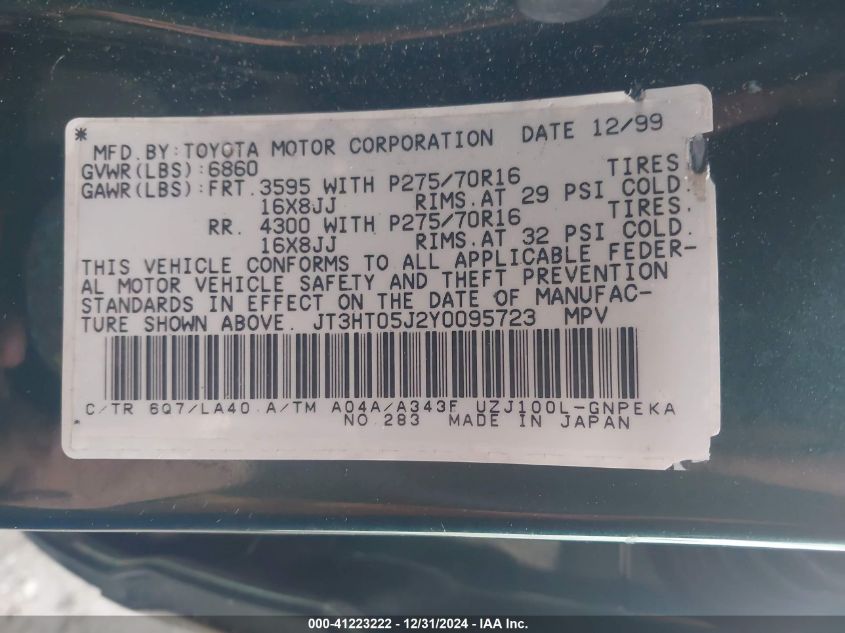 * MFD. BY: TOYOTA MOTOR CORPORATION DATE 12/99
GVWR(LBS):6860
GAWR(LBS):FRT. 3595 WITH P275/70R16 TIRES
16X8JJ RIMS. AT 29 PSI COLD.
RR. 4300 WITH P275/70R16 TIRES.
16X8JJ RIMS. AT 32 PSI COLD.
THIS VEHICLE CONFORMS TO ALL APPLICABLE FEDER-
AL MOTOR VEHICLE SAFETY AND THEFT PREVENTION
STANDARDS IN EFFECT ON THE DATE OF MANUFAC-
TURE SHOWN ABOVE. JT3HT05J2Y0095723 MPV
C/TR 6Q7/LA40 A/TM A04A/A343F UZJ100L-GNPEKA
* NO.283 MADE IN JAPAN
000-41223222 - 12/31/2024 - IAA Inc.